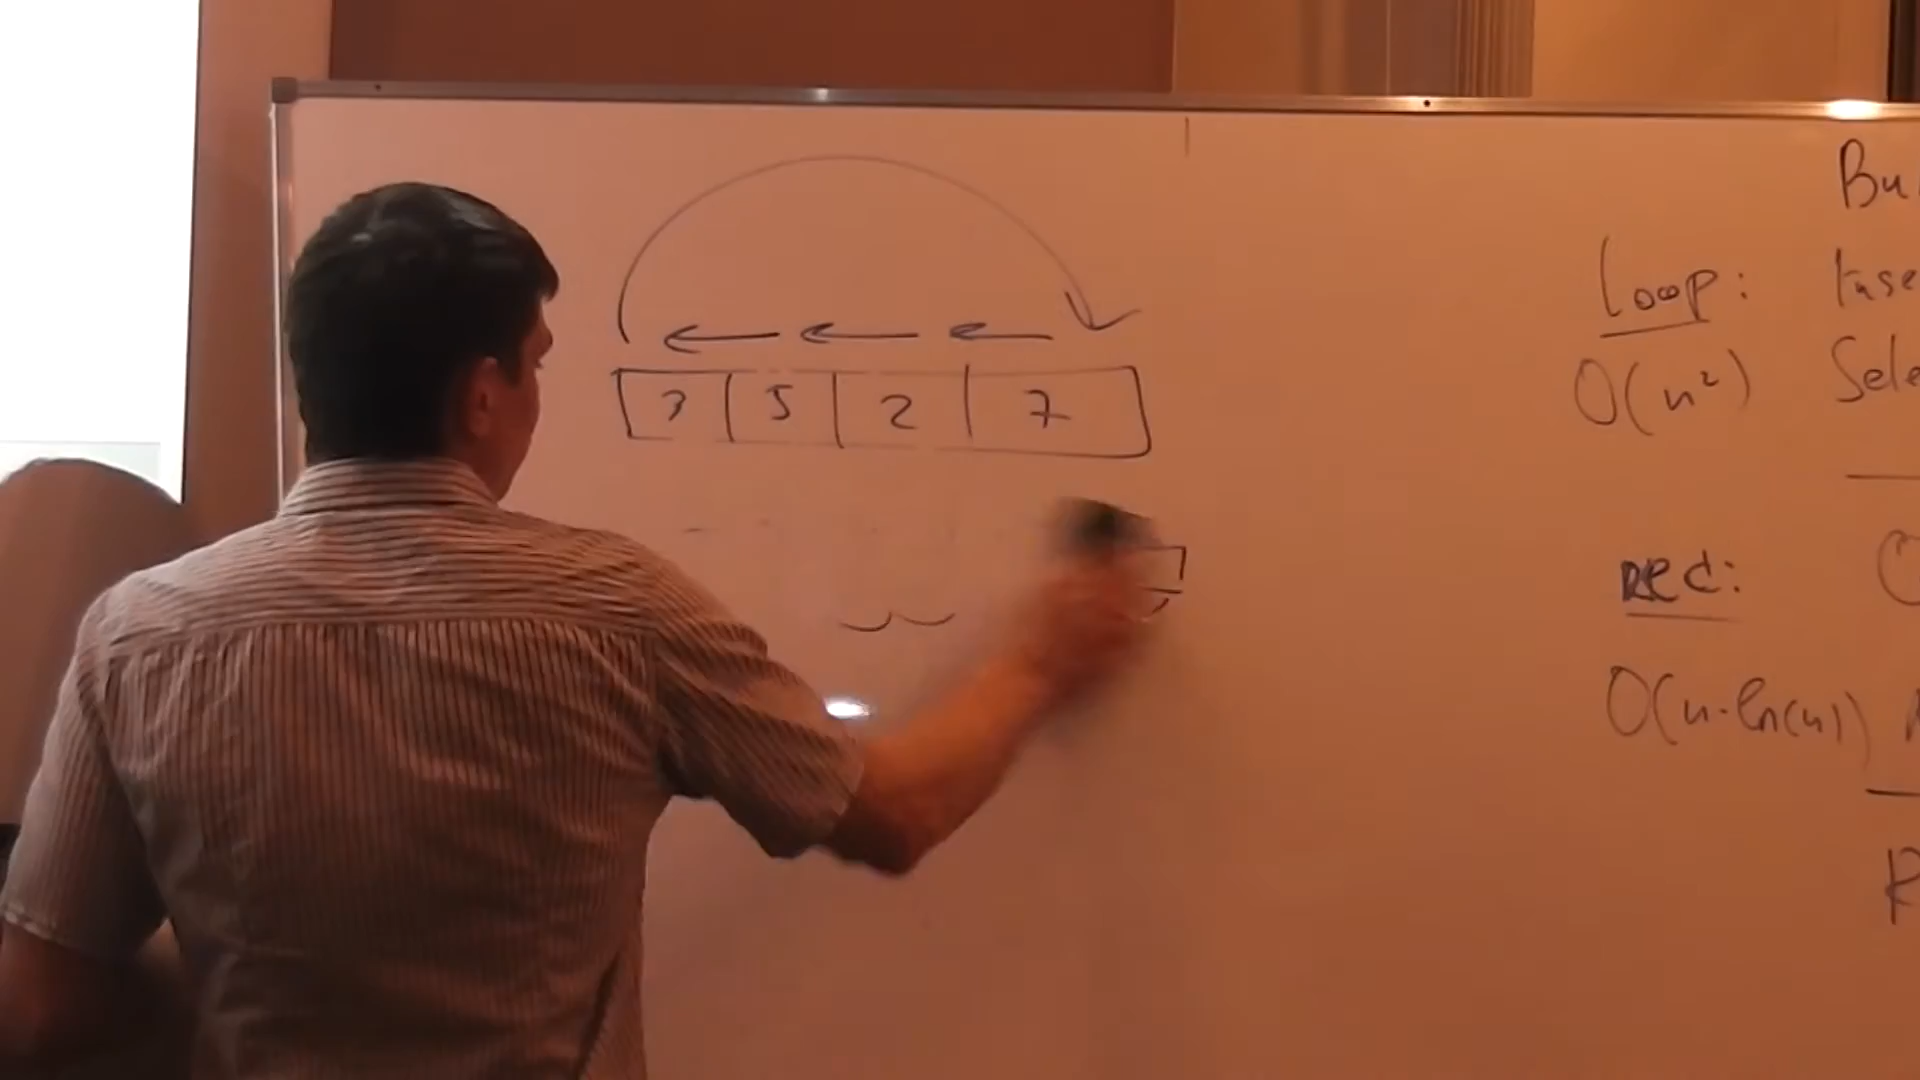 3 5 2 7
Bu
Loop: Inse
O(n²) Sele
rec:
O(n·ln(n))